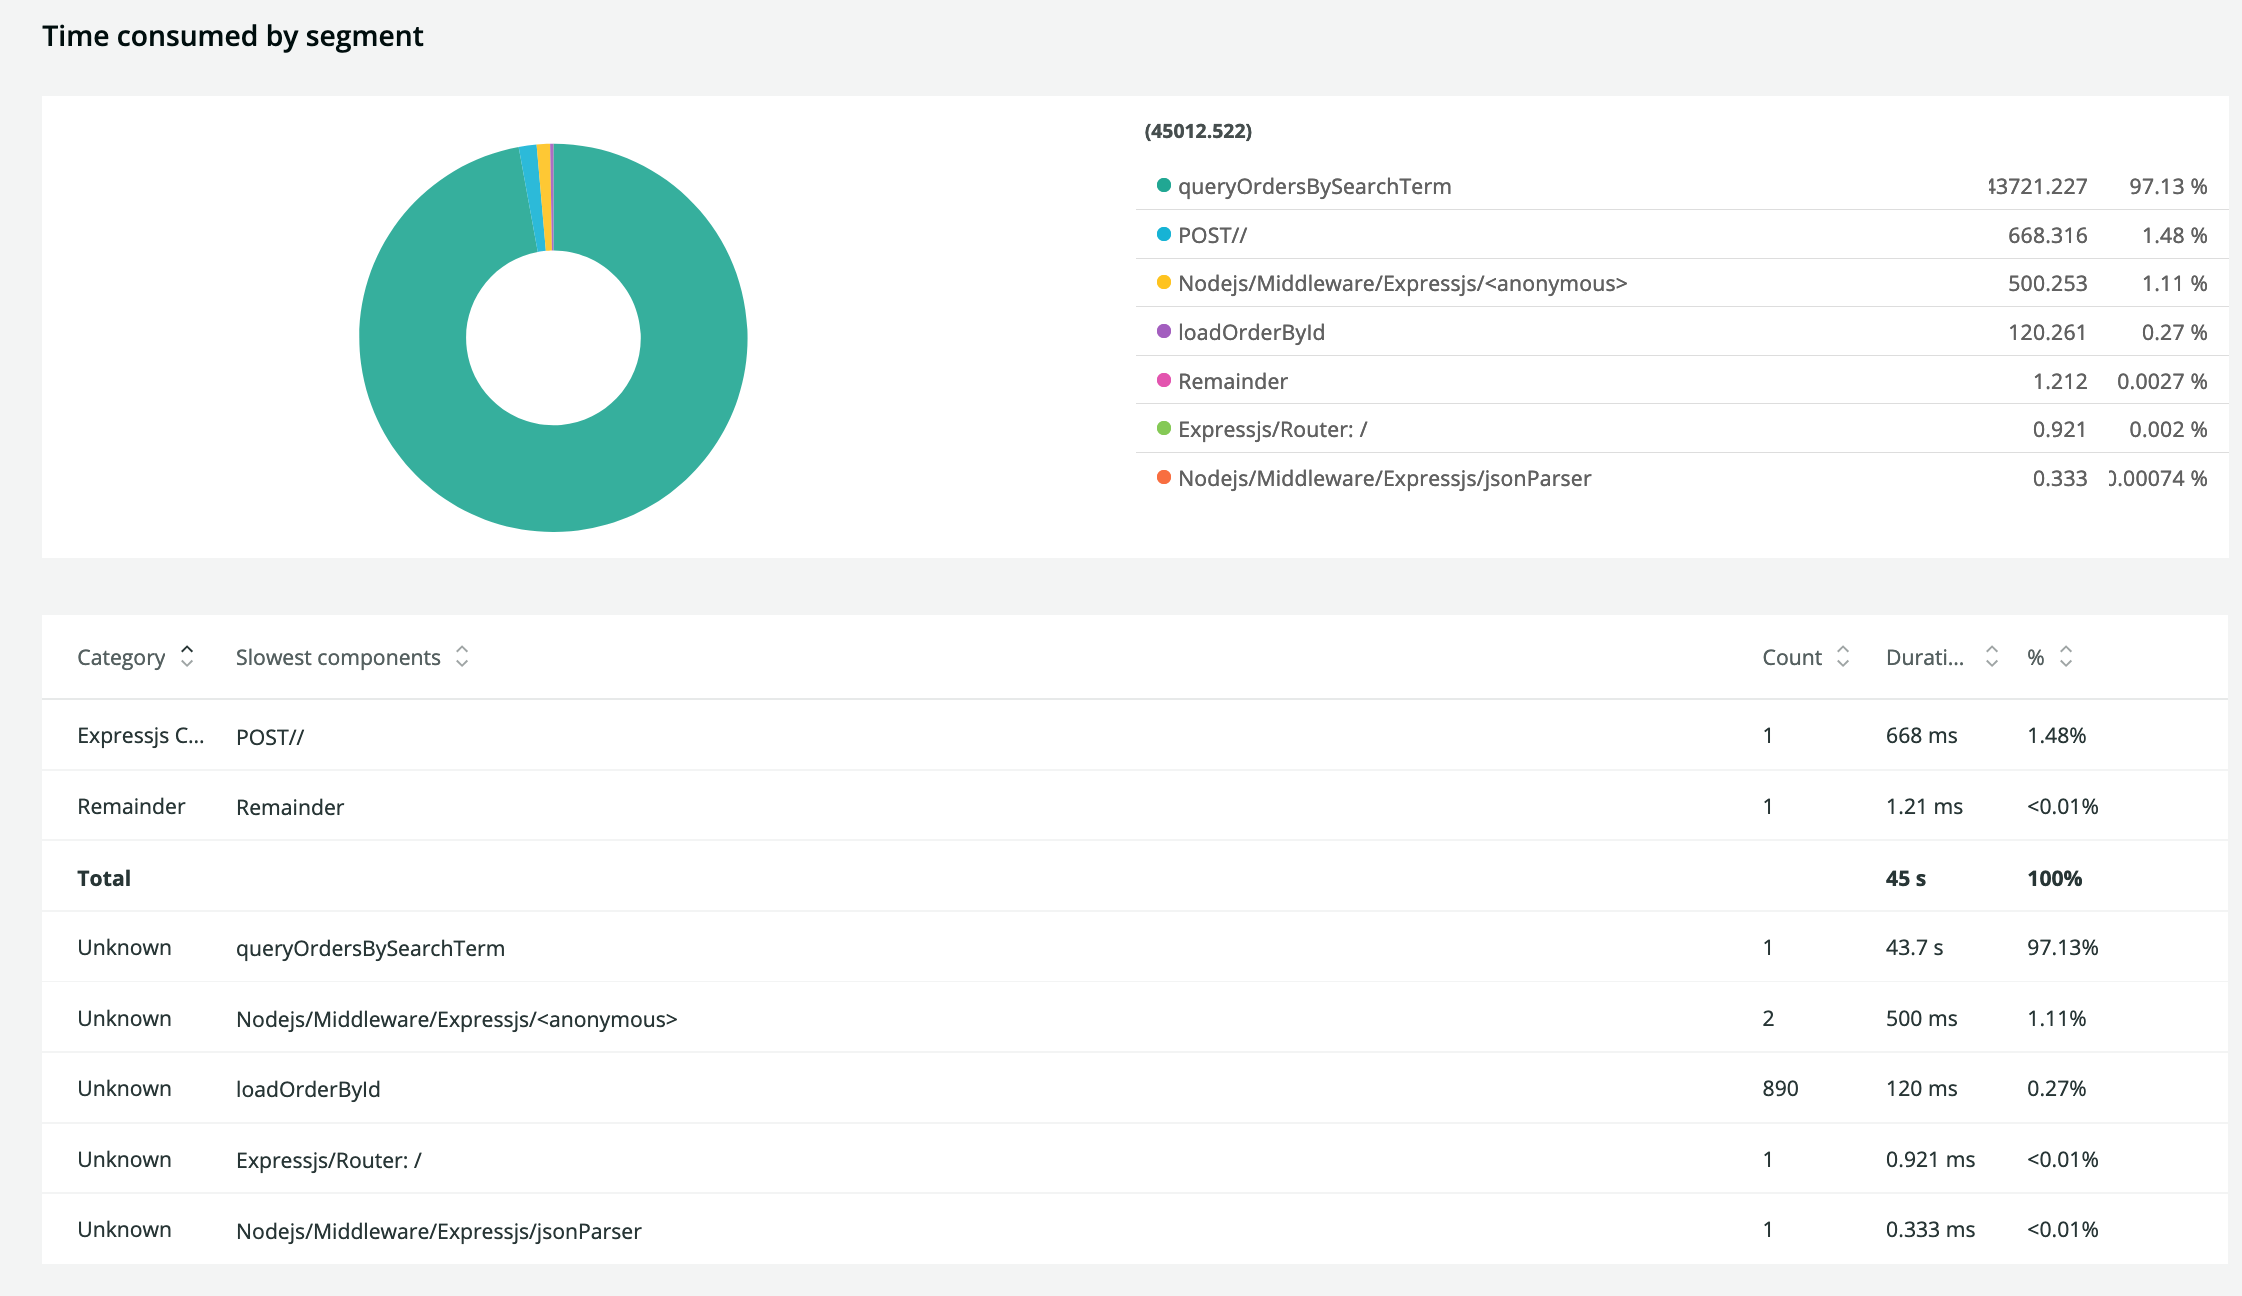 Time consumed by segment
(45012.522)
queryOrdersBySearchTerm 43721.227 97.13 %
POST// 668.316 1.48 %
Nodejs/Middleware/Expressjs/<anonymous> 500.253 1.11 %
loadOrderById 120.261 0.27 %
Remainder 1.212 0.0027 %
Expressjs/Router: / 0.921 0.002 %
Nodejs/Middleware/Expressjs/jsonParser 0.333 0.00074 %
Category Slowest components Count Durati... %
Expressjs C... POST// 1 668 ms 1.48%
Remainder Remainder 1 1.21 ms <0.01%
Total 45 s 100%
Unknown queryOrdersBySearchTerm 1 43.7 s 97.13%
Unknown Nodejs/Middleware/Expressjs/<anonymous> 2 500 ms 1.11%
Unknown loadOrderById 890 120 ms 0.27%
Unknown Expressjs/Router: / 1 0.921 ms <0.01%
Unknown Nodejs/Middleware/Expressjs/jsonParser 1 0.333 ms <0.01%